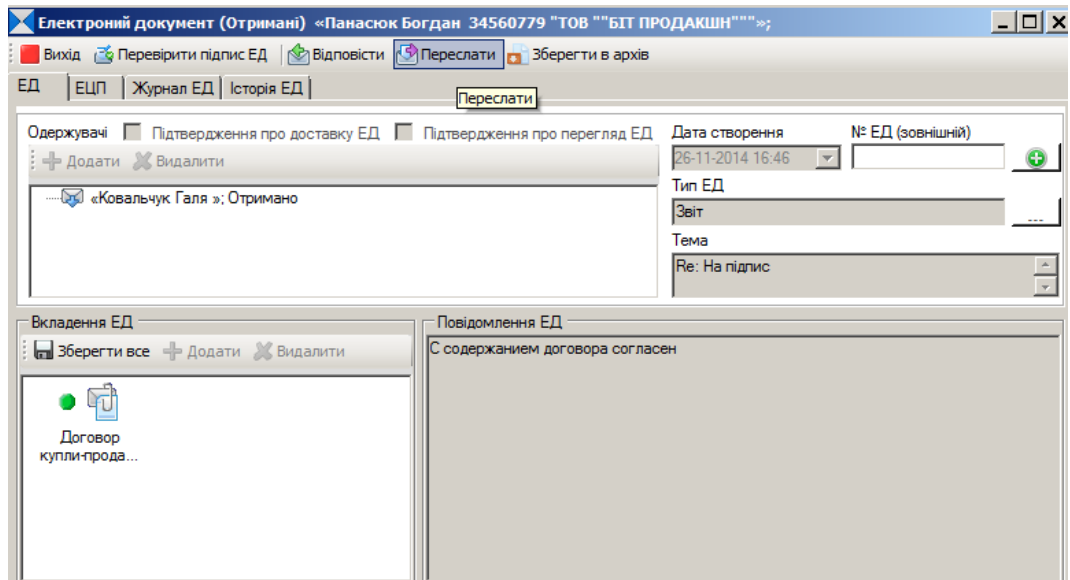 Електроний документ (Отримані) «Панасюк Богдан 34560779 "ТОВ ""БІТ ПРОДАКШН"""»;
Вихід Перевірити підпис ЕД Відповісти Переслати Зберегти в архів
ЕД ЕЦП Журнал ЕД Історія ЕД
Переслати
Одержувачі Підтвердження про доставку ЕД Підтвердження про перегляд ЕД Дата створення № ЕД (зовнішній)
Додати Видалити 26-11-2014 16:46
Тип ЕД
«Ковальчук Галя »; Отримано
Звіт ...
Тема
Re: На підпис
Вкладення ЕД Повідомлення ЕД
Зберегти все Додати Видалити
С содержанием договора согласен
Договор
купли-прода...